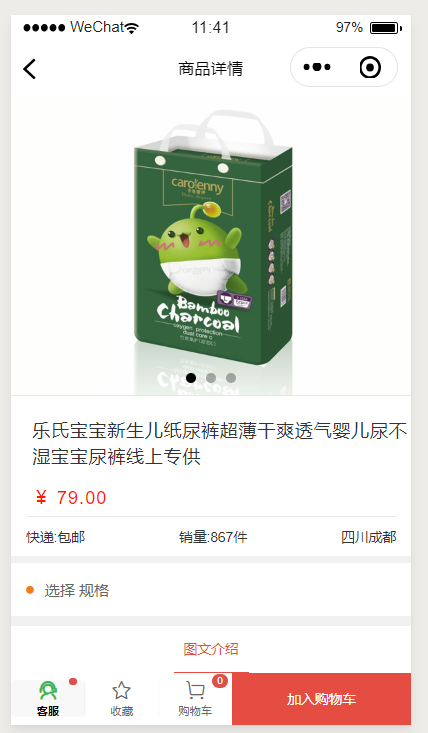 WeChat 11:41 97%
商品详情
carolenny
Bamboo
Charcoal
oxygen protection
dual care c
乐氏宝宝新生儿纸尿裤超薄干爽透气婴儿尿不
湿宝宝尿裤线上专供
¥ 79.00
快递:包邮 销量:867件 四川成都
选择 规格
图文介绍
客服 收藏 购物车 0 加入购物车